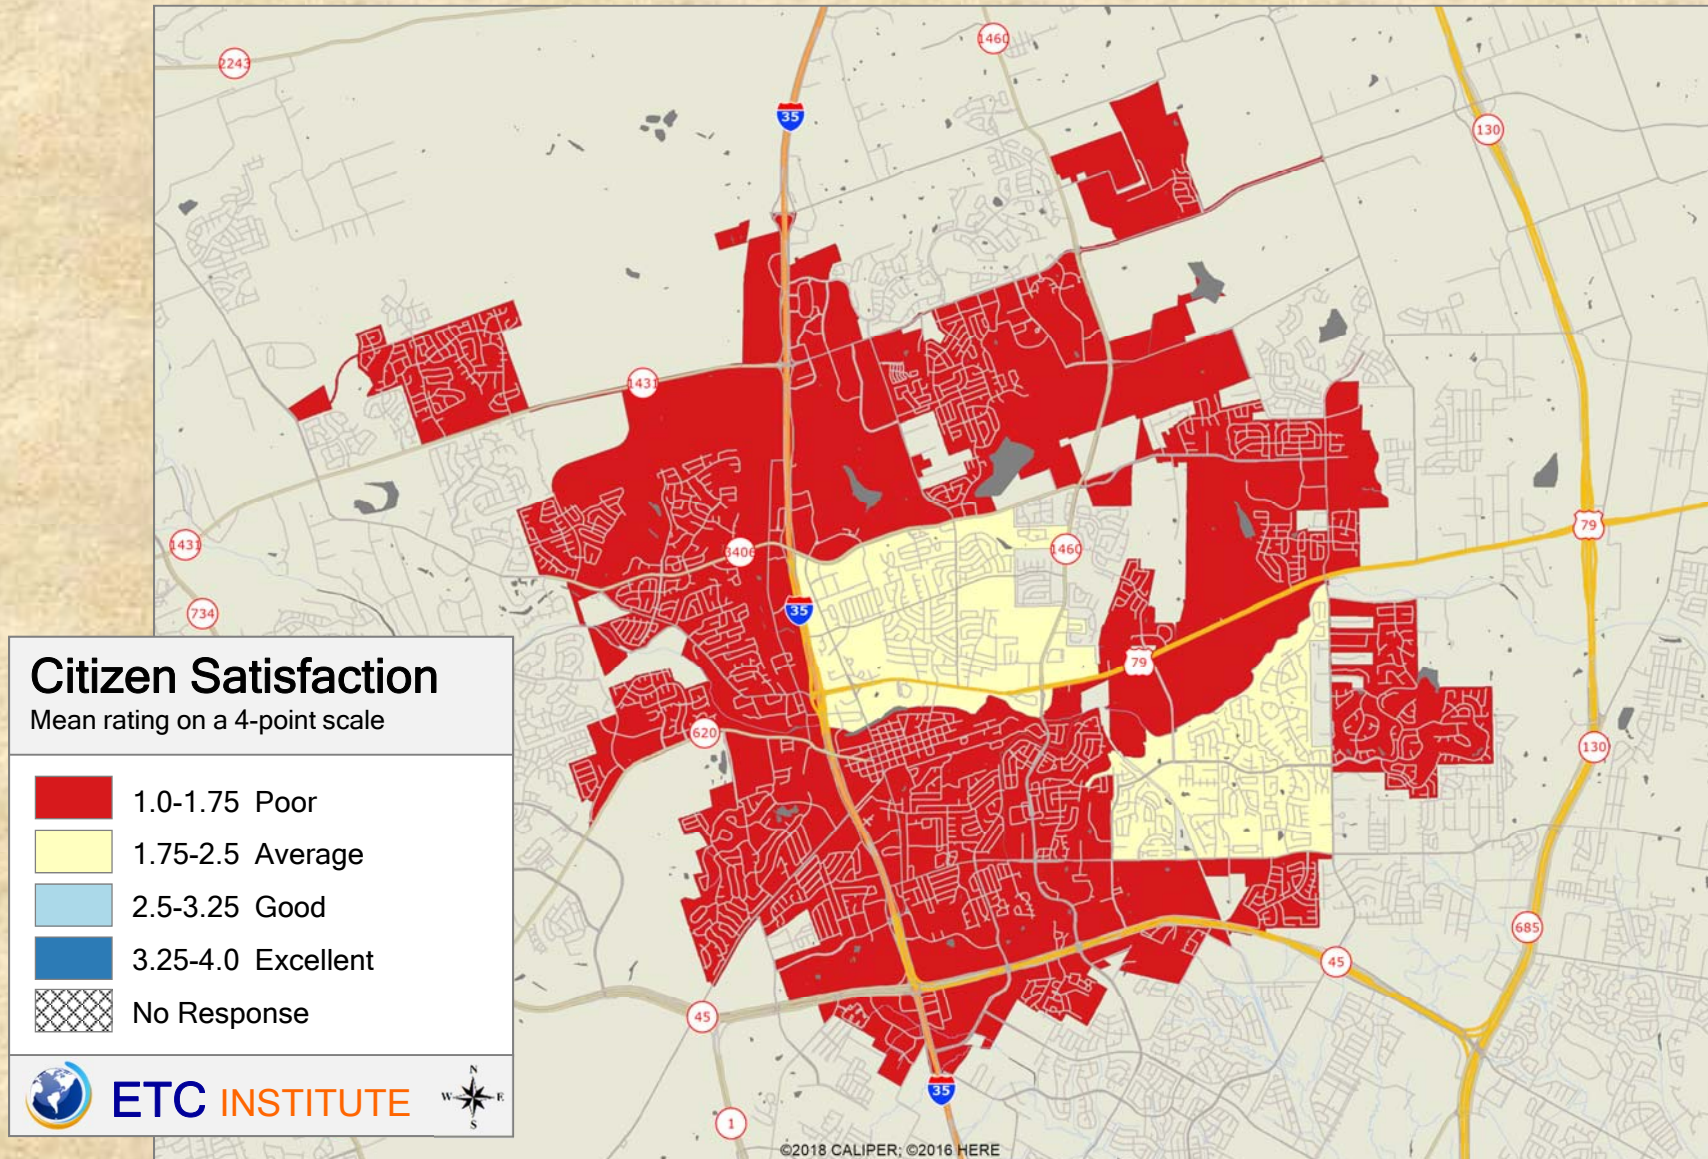 2243
1460
35
130
1431
1431
3406
1460
79
35
734
79
620
130
Citizen Satisfaction
Mean rating on a 4-point scale
1.0-1.75 Poor
1.75-2.5 Average
2.5-3.25 Good
3.25-4.0 Excellent
No Response
685
45
45
ETC INSTITUTE
N
W E
S
35
1
©2018 CALIPER; ©2016 HERE